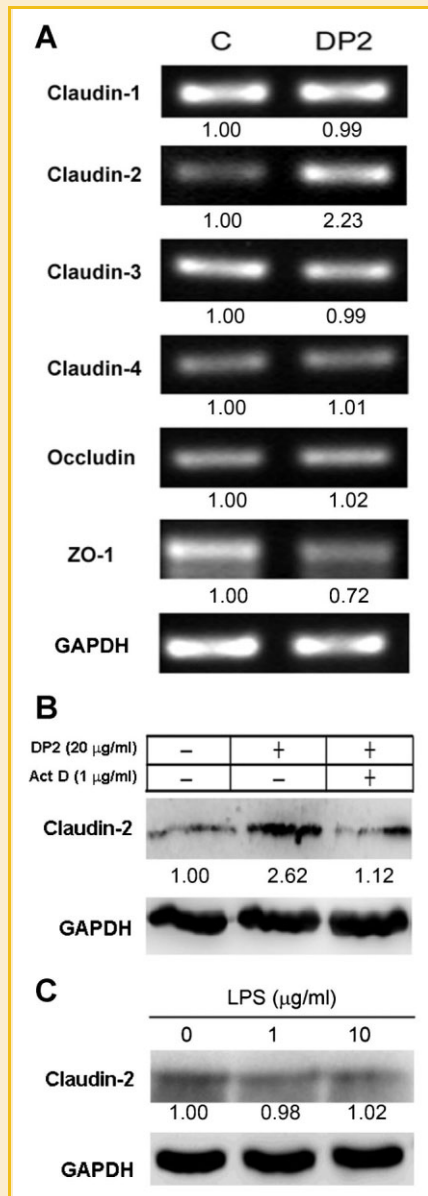 A
C DP2
Claudin-1
1.00 0.99
Claudin-2
1.00 2.23
Claudin-3
1.00 0.99
Claudin-4
1.00 1.01
Occludin
1.00 1.02
ZO-1
1.00 0.72
GAPDH
B
DP2 (20 μg/ml) − + +
Act D (1 μg/ml) − − +
Claudin-2
1.00 2.62 1.12
GAPDH
C
LPS (μg/ml)
0 1 10
Claudin-2
1.00 0.98 1.02
GAPDH